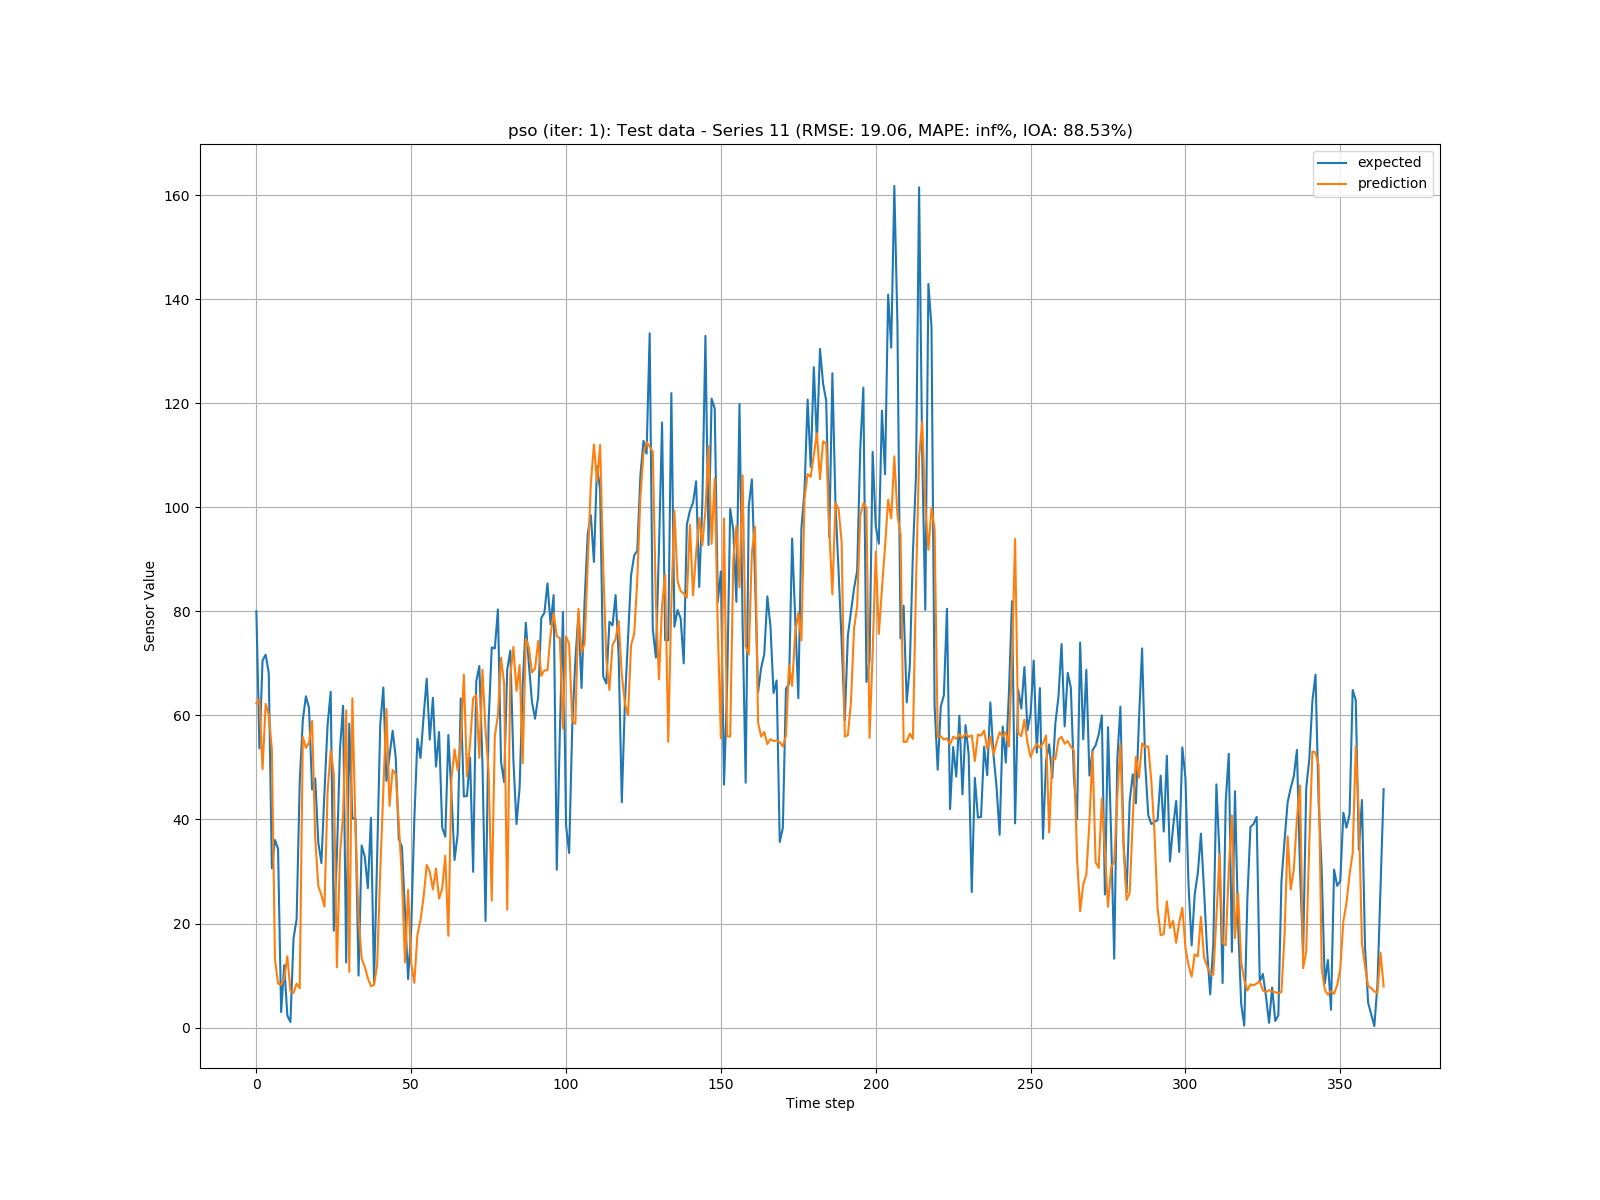 pso (iter: 1): Test data - Series 11 (RMSE: 19.06, MAPE: inf%, IOA: 88.53%)
expected
prediction
160
140
120
100
80
60
40
20
0
Sensor Value
0 50 100 150 200 250 300 350
Time step